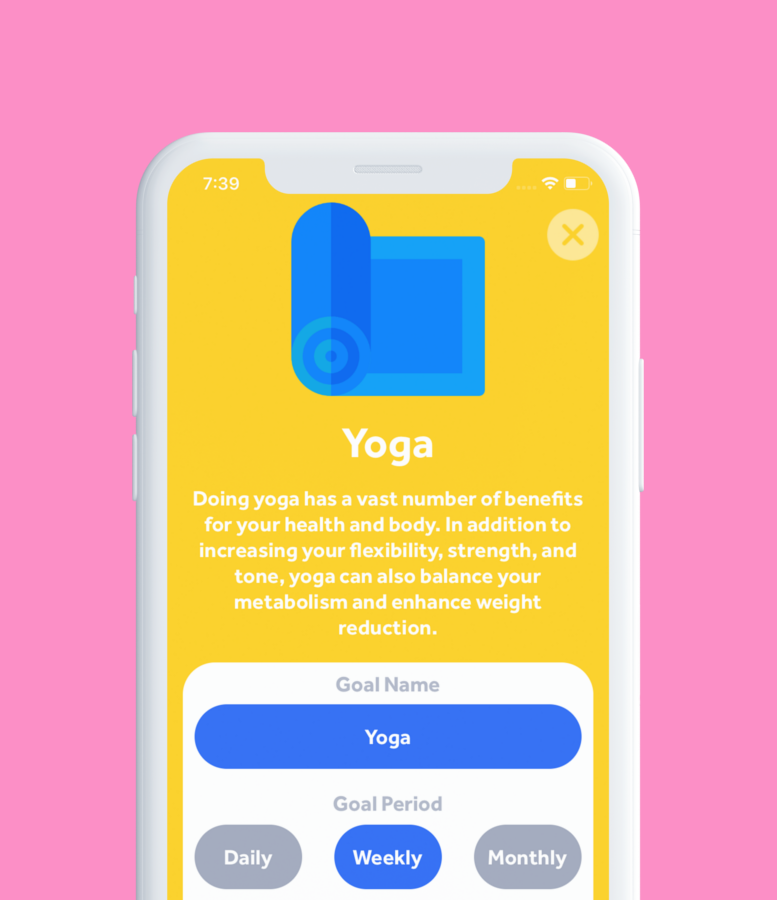 7:39
Yoga
Doing yoga has a vast number of benefits
for your health and body. In addition to
increasing your flexibility, strength, and
tone, yoga can also balance your
metabolism and enhance weight
reduction.
Goal Name
Yoga
Goal Period
Daily Weekly Monthly